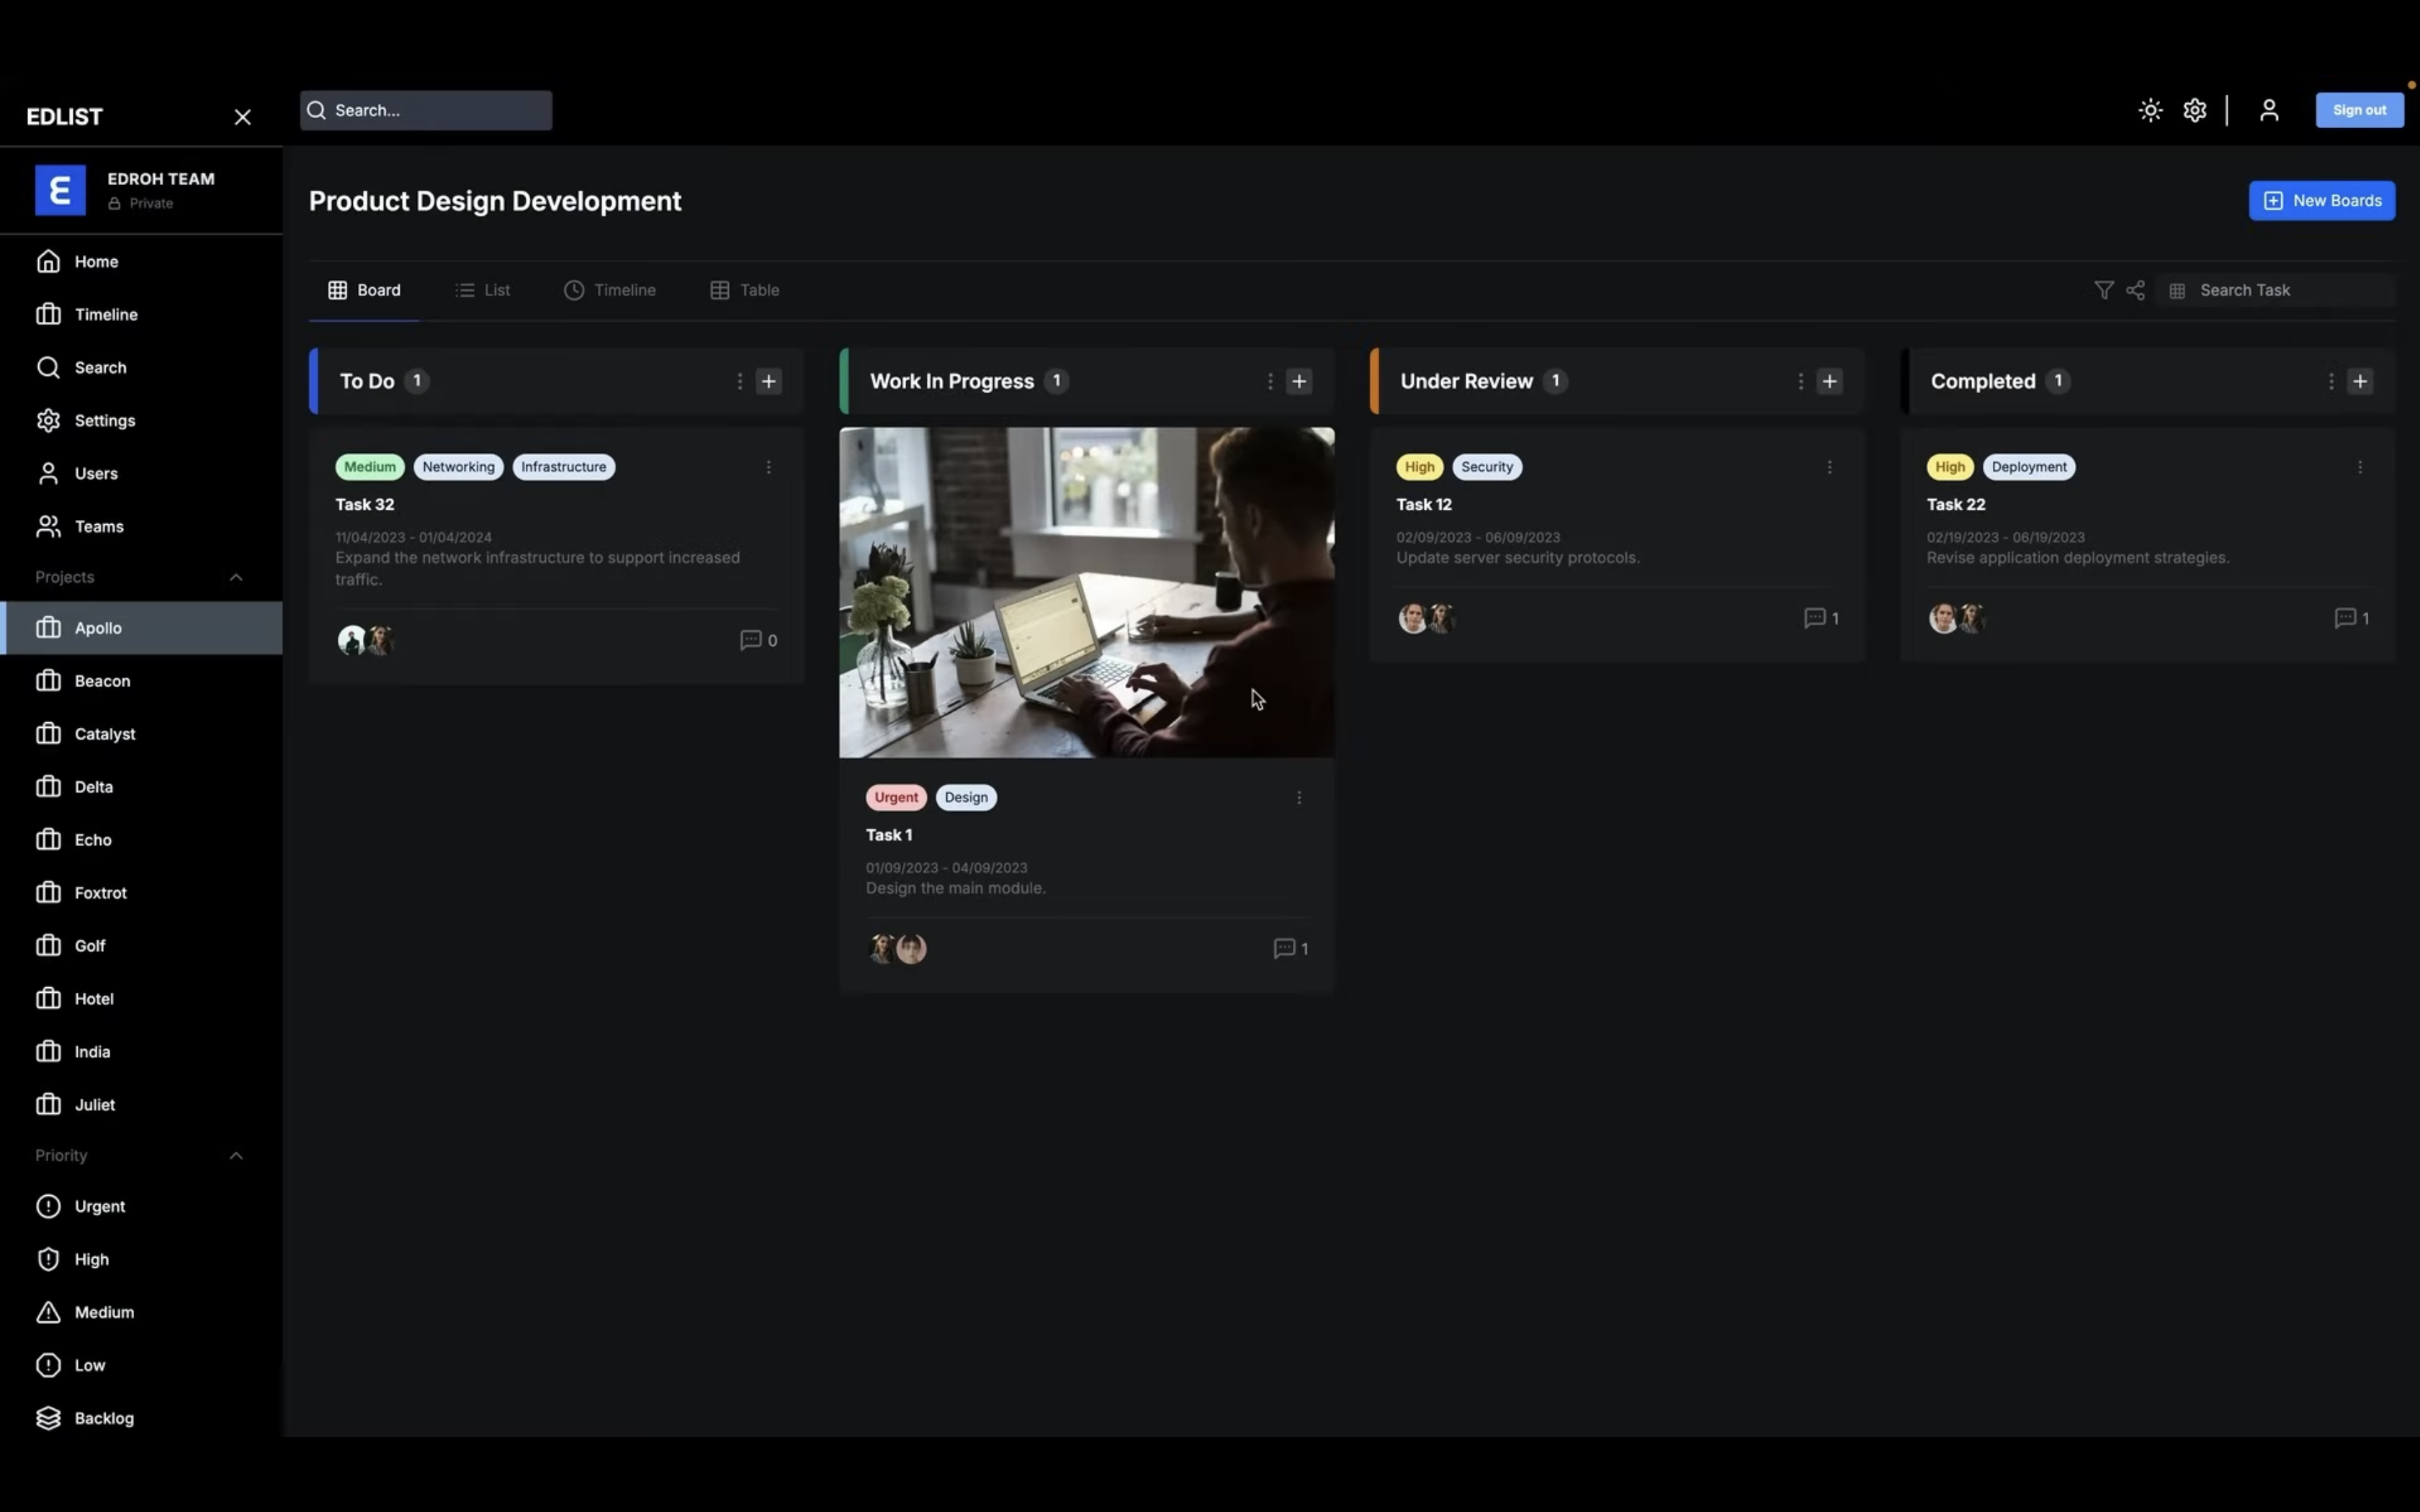 EDLIST
Search...
Sign out
EDROH TEAM
Private
Home
Timeline
Search
Settings
Users
Teams
Projects
Apollo
Beacon
Catalyst
Delta
Echo
Foxtrot
Golf
Hotel
India
Juliet
Priority
Urgent
High
Medium
Low
Backlog
Product Design Development
New Boards
Board
List
Timeline
Table
Search Task
To Do 1
Medium Networking Infrastructure
Task 32
11/04/2023 - 01/04/2024
Expand the network infrastructure to support increased
traffic.
0
Work In Progress 1
Urgent Design
Task 1
01/09/2023 - 04/09/2023
Design the main module.
1
Under Review 1
High Security
Task 12
02/09/2023 - 06/09/2023
Update server security protocols.
1
Completed 1
High Deployment
Task 22
02/19/2023 - 06/19/2023
Revise application deployment strategies.
1